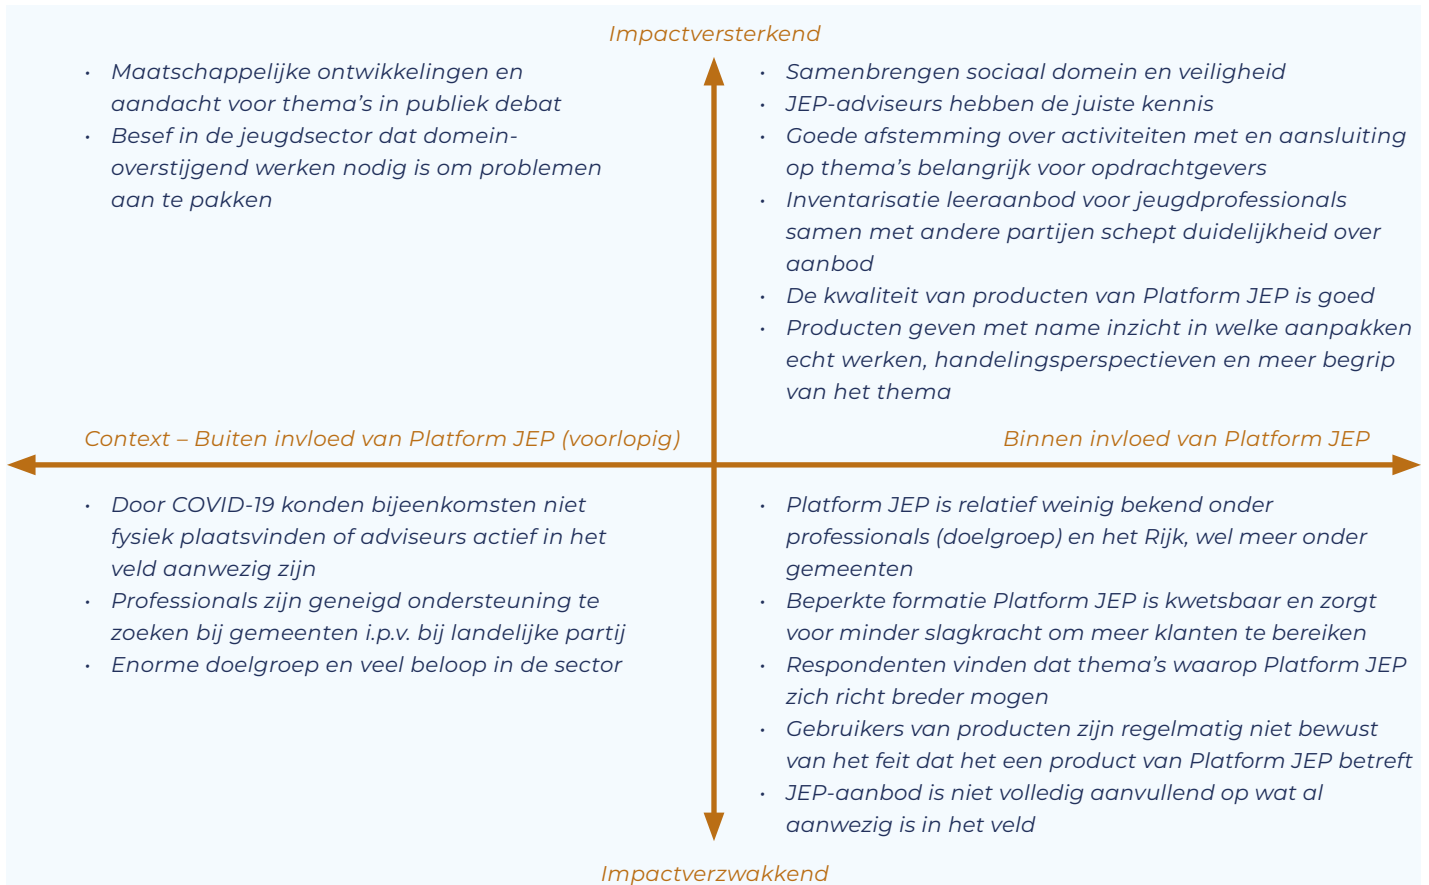 Impactversterkend
• Maatschappelijke ontwikkelingen en
aandacht voor thema's in publiek debat
• Besef in de jeugdsector dat domein-
overstijgend werken nodig is om problemen
aan te pakken
• Samenbrengen sociaal domein en veiligheid
• JEP-adviseurs hebben de juiste kennis
• Goede afstemming over activiteiten met en aansluiting
op thema's belangrijk voor opdrachtgevers
• Inventarisatie leeraanbod voor jeugdprofessionals
samen met andere partijen schept duidelijkheid over
aanbod
• De kwaliteit van producten van Platform JEP is goed
• Producten geven met name inzicht in welke aanpakken
echt werken, handelingsperspectieven en meer begrip
van het thema
Context – Buiten invloed van Platform JEP (voorlopig)
Binnen invloed van Platform JEP
• Door COVID-19 konden bijeenkomsten niet
fysiek plaatsvinden of adviseurs actief in het
veld aanwezig zijn
• Professionals zijn geneigd ondersteuning te
zoeken bij gemeenten i.p.v. bij landelijke partij
• Enorme doelgroep en veel beloop in de sector
• Platform JEP is relatief weinig bekend onder
professionals (doelgroep) en het Rijk, wel meer onder
gemeenten
• Beperkte formatie Platform JEP is kwetsbaar en zorgt
voor minder slagkracht om meer klanten te bereiken
• Respondenten vinden dat thema's waarop Platform JEP
zich richt breder mogen
• Gebruikers van producten zijn regelmatig niet bewust
van het feit dat het een product van Platform JEP betreft
• JEP-aanbod is niet volledig aanvullend op wat al
aanwezig is in het veld
Impactverzwakkend